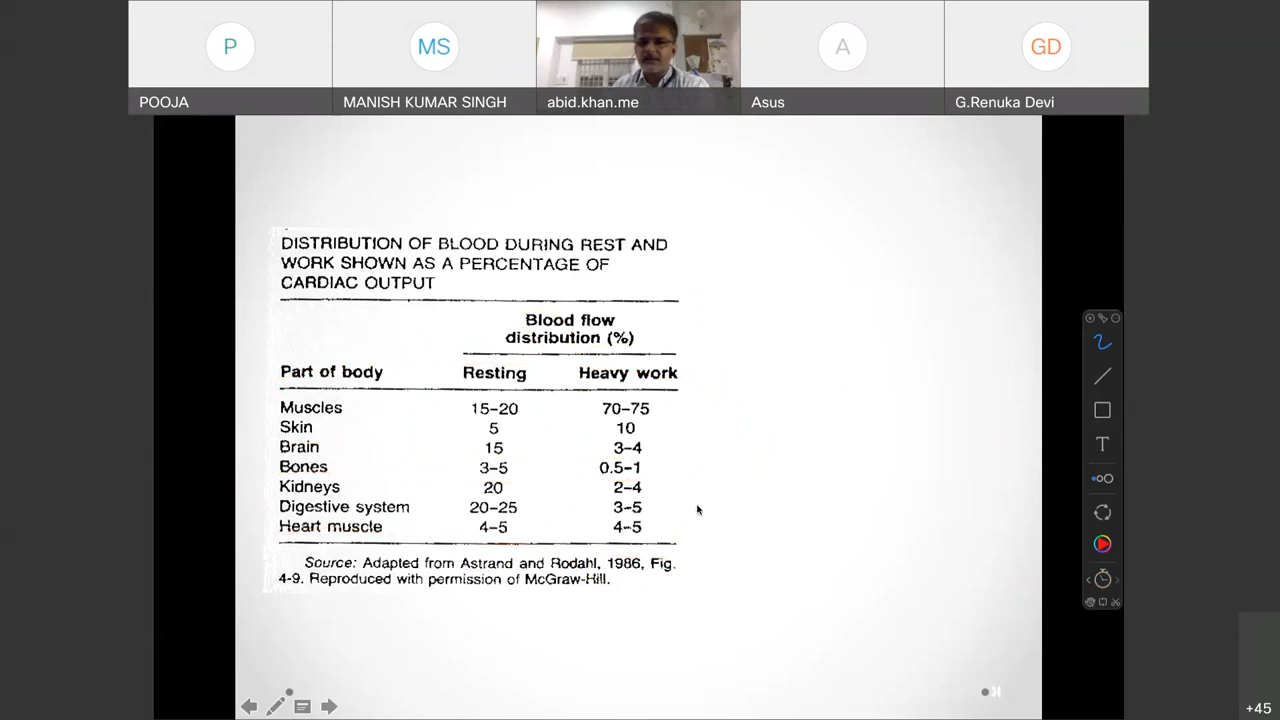 P
MS
A
GD
POOJA
MANISH KUMAR SINGH
abid.khan.me
Asus
G.Renuka Devi
DISTRIBUTION OF BLOOD DURING REST AND
WORK SHOWN AS A PERCENTAGE OF
CARDIAC OUTPUT
Blood flow
distribution (%)
Part of body Resting Heavy work
Muscles 15-20 70-75
Skin 5 10
Brain 15 3-4
Bones 3-5 0.5-1
Kidneys 20 2-4
Digestive system 20-25 3-5
Heart muscle 4-5 4-5
Source: Adapted from Astrand and Rodahl, 1986, Fig.
4-9. Reproduced with permission of McGraw-Hill.
T
34
+45